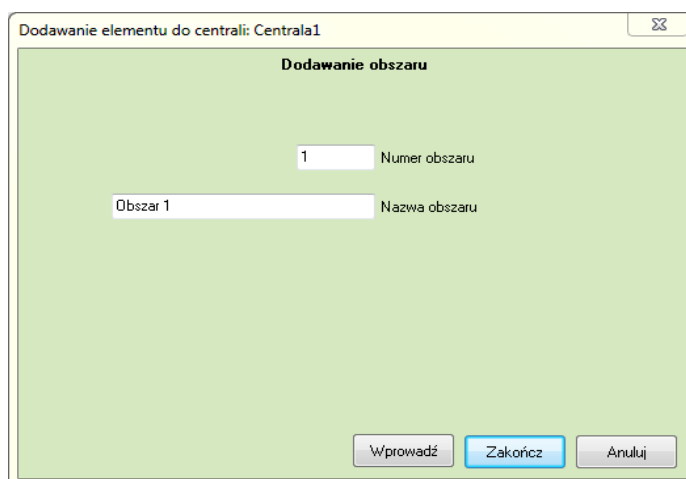 Dodawanie elementu do centrali: Centrala1
Dodawanie obszaru
1 Numer obszaru
Obszar 1 Nazwa obszaru
Wprowadź Zakończ Anuluj